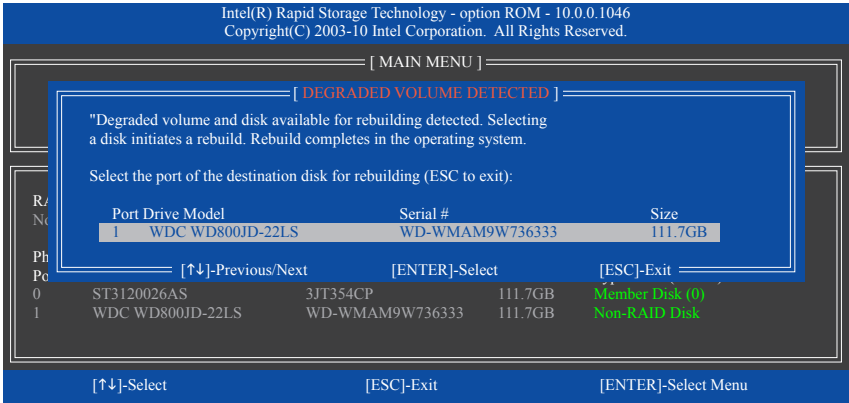 Intel(R) Rapid Storage Technology - option ROM - 10.0.0.1046
Copyright(C) 2003-10 Intel Corporation. All Rights Reserved.
[ MAIN MENU ]
[ DEGRADED VOLUME DETECTED ]
"Degraded volume and disk available for rebuilding detected. Selecting
a disk initiates a rebuild. Rebuild completes in the operating system.
Select the port of the destination disk for rebuilding (ESC to exit):
Port Drive Model Serial # Size
1 WDC WD800JD-22LS WD-WMAM9W736333 111.7GB
[↑↓]-Previous/Next [ENTER]-Select [ESC]-Exit
0 ST3120026AS 3JT354CP 111.7GB Member Disk (0)
1 WDC WD800JD-22LS WD-WMAM9W736333 111.7GB Non-RAID Disk
[↑↓]-Select [ESC]-Exit [ENTER]-Select Menu